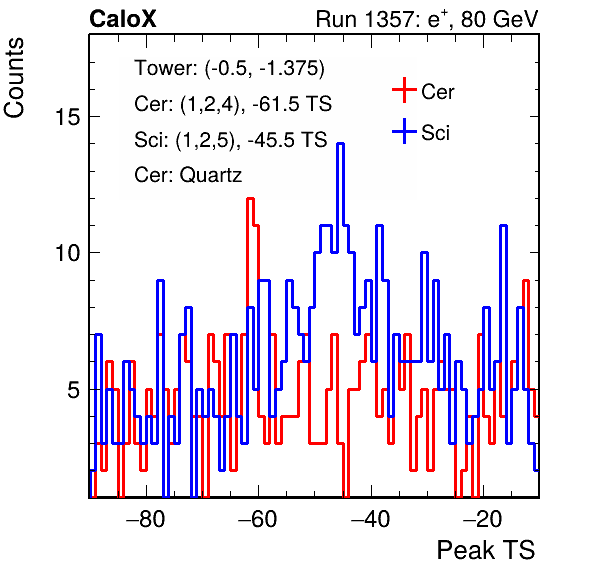 CaloX Run 1357: e+, 80 GeV
Counts
Tower: (-0.5, -1.375)
Cer: (1,2,4), -61.5 TS
Sci: (1,2,5), -45.5 TS
Cer: Quartz
Cer
Sci
15
10
5
−80 −60 −40 −20
Peak TS